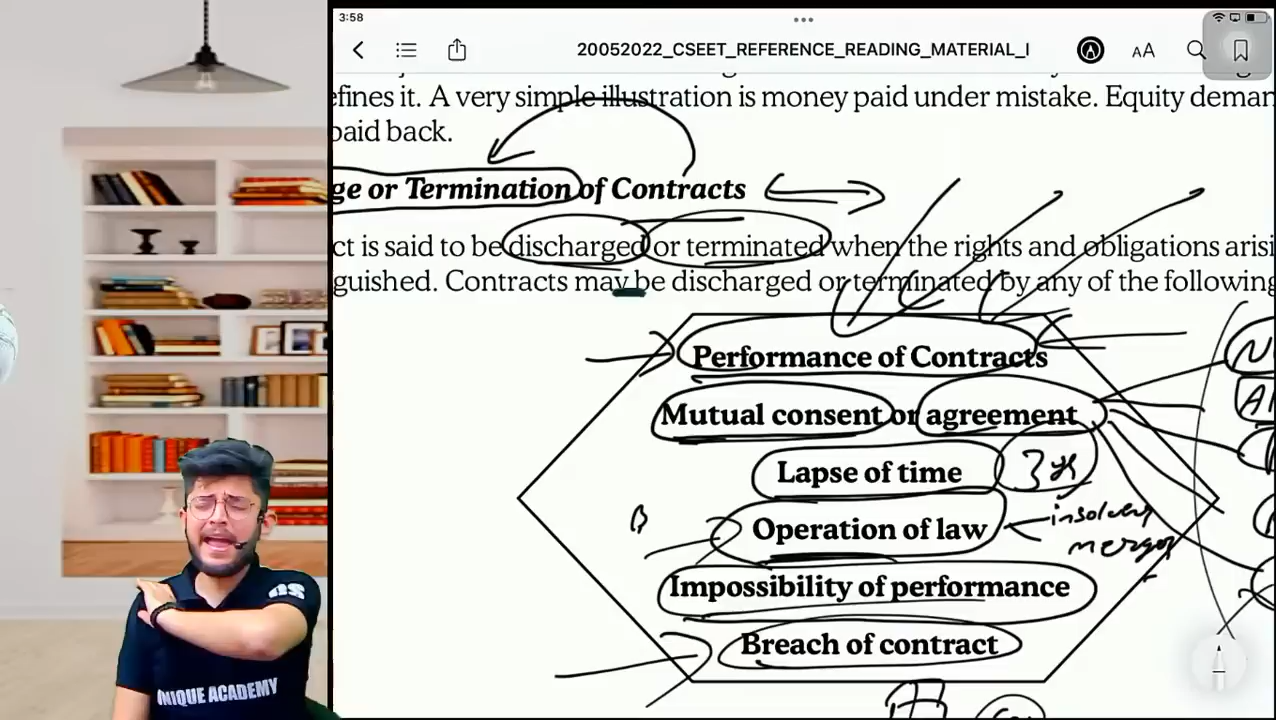 3:58
20052022_CSEET_REFERENCE_READING_MATERIAL_I
AA
efines it. A very simple illustration is money paid under mistake. Equity deman
paid back.
ge or Termination of Contracts
ct is said to be discharged or terminated when the rights and obligations arisi
guished. Contracts may be discharged or terminated by any of the following
Performance of Contracts
Mutual consent or agreement
Lapse of time
Operation of law
insolvency
merger
Impossibility of performance
Breach of contract
UNIQUE ACADEMY